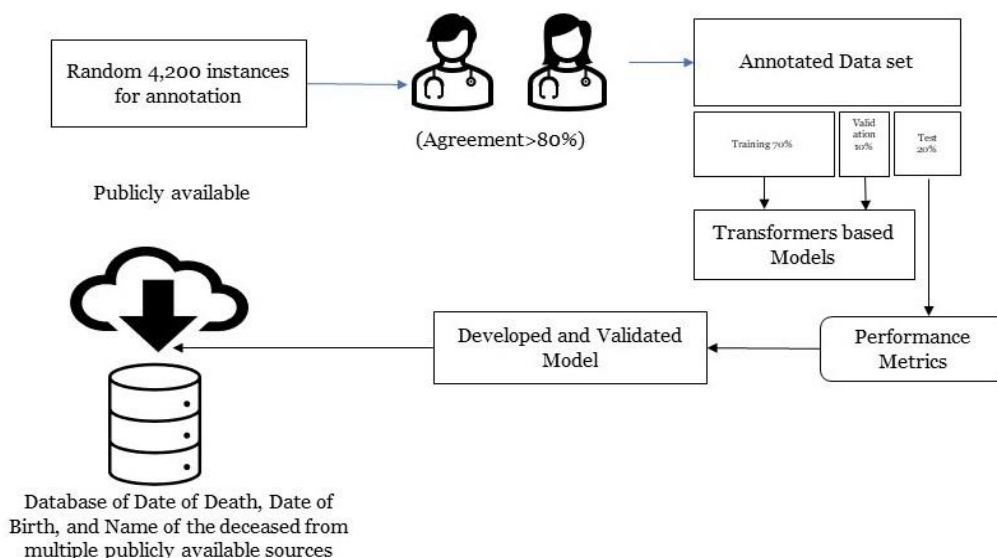 Random 4,200 instances
for annotation
(Agreement>80%)
Annotated Data set
Training 70%
Valid
ation
10%
Test
20%
Publicly available
Transformers based
Models
Developed and Validated
Model
Performance
Metrics
Database of Date of Death, Date of
Birth, and Name of the deceased from
multiple publicly available sources